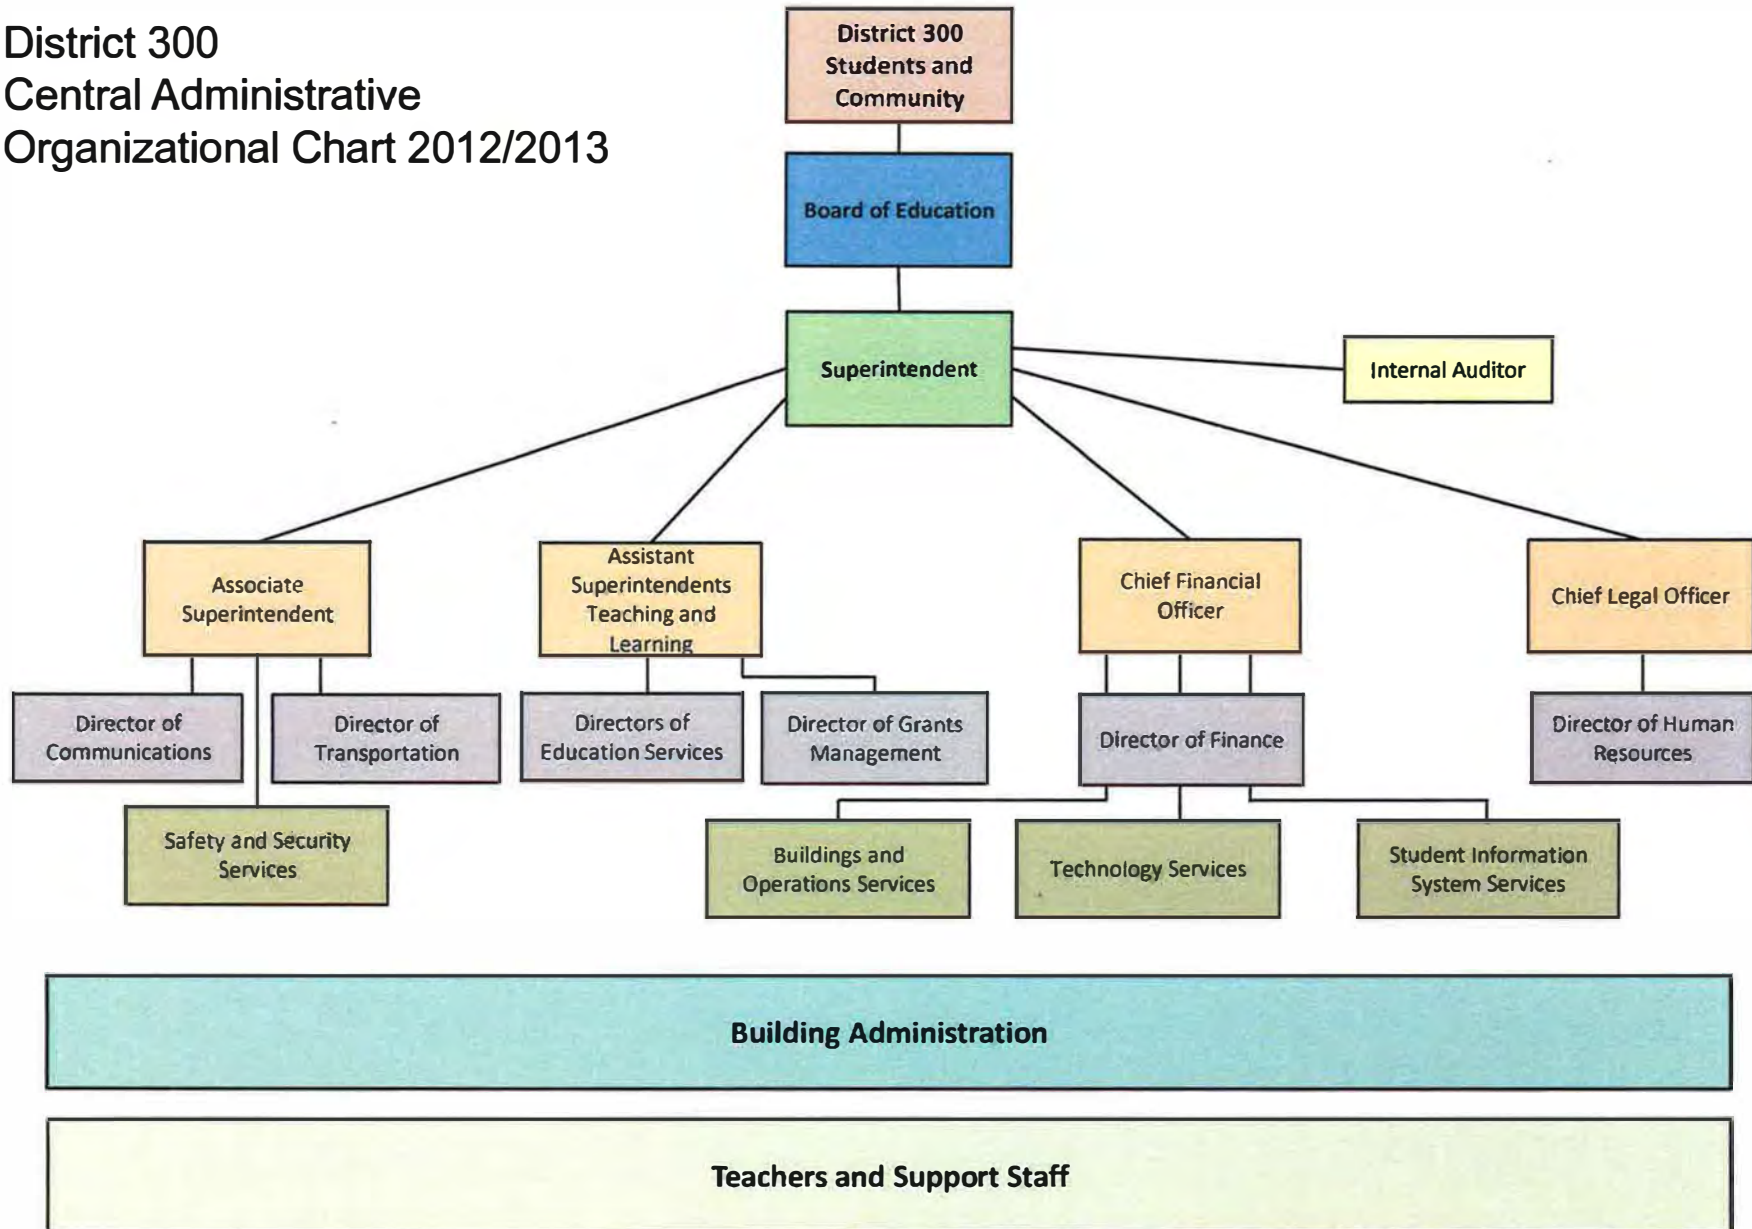 District 300
Central Administrative
Organizational Chart 2012/2013
District 300
Students and
Community
Board of Education
Superintendent
Internal Auditor
Associate
Superintendent
Assistant
Superintendents
Teaching and
Learning
Chief Financial
Officer
Chief Legal Officer
Director of
Communications
Director of
Transportation
Directors of
Education Services
Director of Grants
Management
Director of Finance
Director of Human
Resources
Safety and Security
Services
Buildings and
Operations Services
Technology Services
Student Information
System Services
Building Administration
Teachers and Support Staff